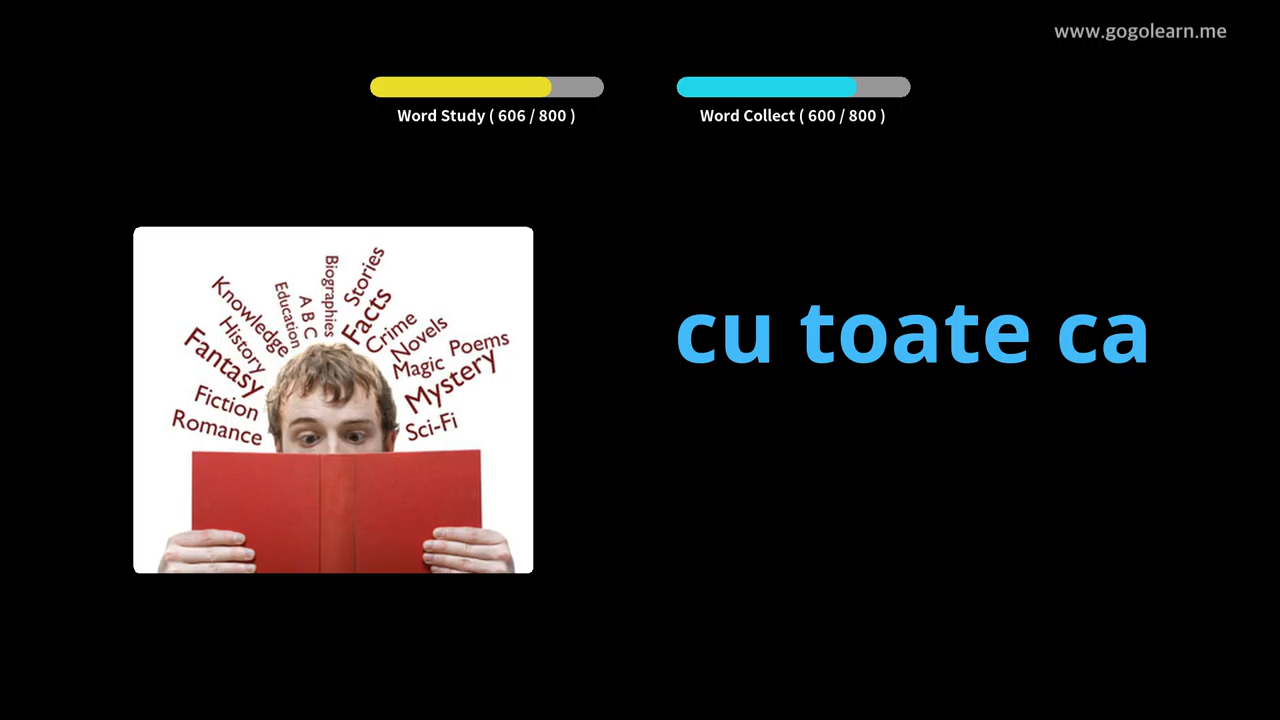 www.gogolearn.me
Word Study ( 606 / 800 )
Word Collect ( 600 / 800 )
cu toate ca
Knowledge
History
Fantasy
Fiction
Romance
Education
A B C
Biographies
Stories
Facts
Crime
Novels
Magic
Poems
Mystery
Sci-Fi